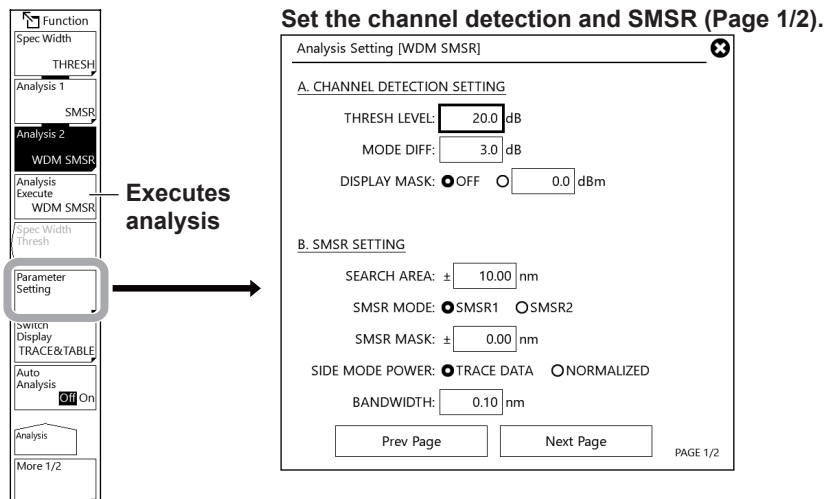 Function
Spec Width
THRESH
Analysis 1
SMSR
Analysis 2
WDM SMSR
Analysis
Execute
WDM SMSR
Spec Width
Thresh
Parameter
Setting
Switch
Display
TRACE&TABLE
Auto
Analysis
Off On
Analysis
More 1/2
Executes
analysis
Set the channel detection and SMSR (Page 1/2).
Analysis Setting [WDM SMSR]
A. CHANNEL DETECTION SETTING
THRESH LEVEL: 20.0 dB
MODE DIFF: 3.0 dB
DISPLAY MASK: OFF 0.0 dBm
B. SMSR SETTING
SEARCH AREA: ± 10.00 nm
SMSR MODE: SMSR1 SMSR2
SMSR MASK: ± 0.00 nm
SIDE MODE POWER: TRACE DATA NORMALIZED
BANDWIDTH: 0.10 nm
Prev Page Next Page
PAGE 1/2